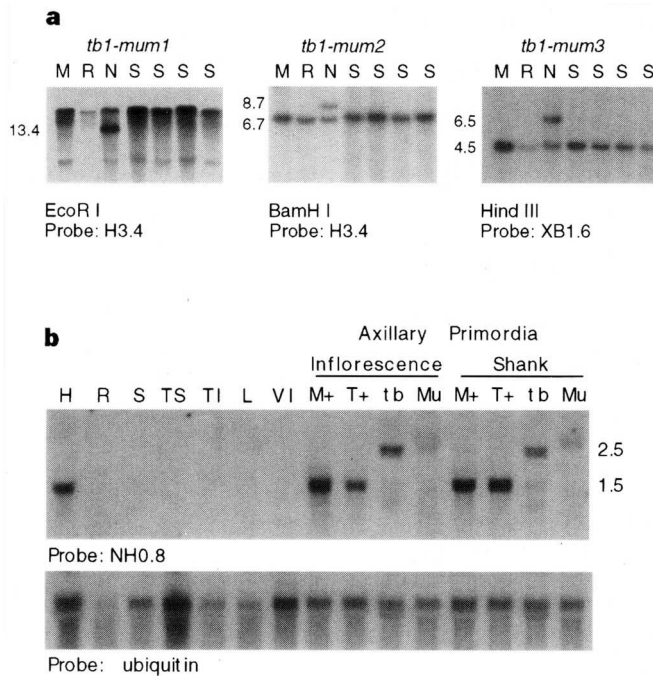 a
tb1-mum1 tb1-mum2 tb1-mum3
M R N S S S S M R N S S S S M R N S S S S
13.4
8.7
6.7
6.5
4.5
EcoR I BamH I Hind III
Probe: H3.4 Probe: H3.4 Probe: XB1.6
b
Axillary Primordia
Inflorescence Shank
H R S TS TI L VI M+ T+ tb Mu M+ T+ tb Mu
2.5
1.5
Probe: NH0.8
Probe: ubiquitin